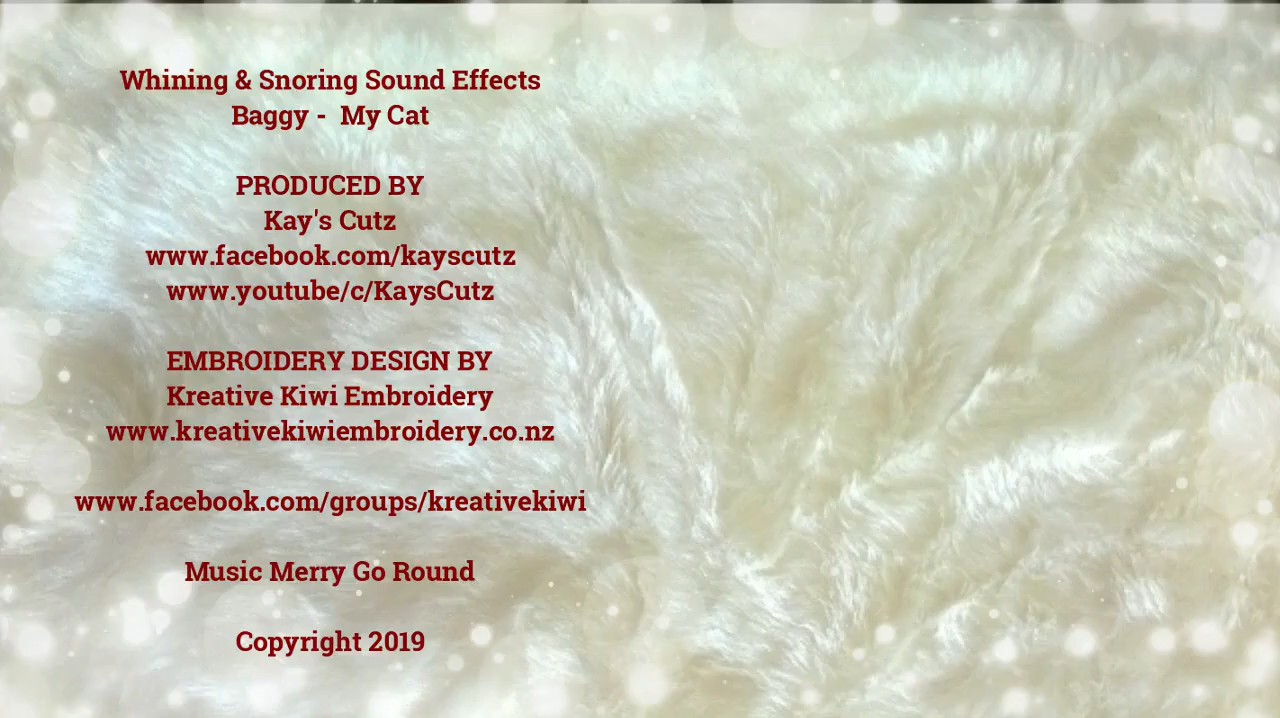 Whining & Snoring Sound Effects
Baggy - My Cat
PRODUCED BY
Kay's Cutz
www.facebook.com/kayscutz
www.youtube/c/KaysCutz
EMBROIDERY DESIGN BY
Kreative Kiwi Embroidery
www.kreativekiwiembroidery.co.nz
www.facebook.com/groups/kreativekiwi
Music Merry Go Round
Copyright 2019